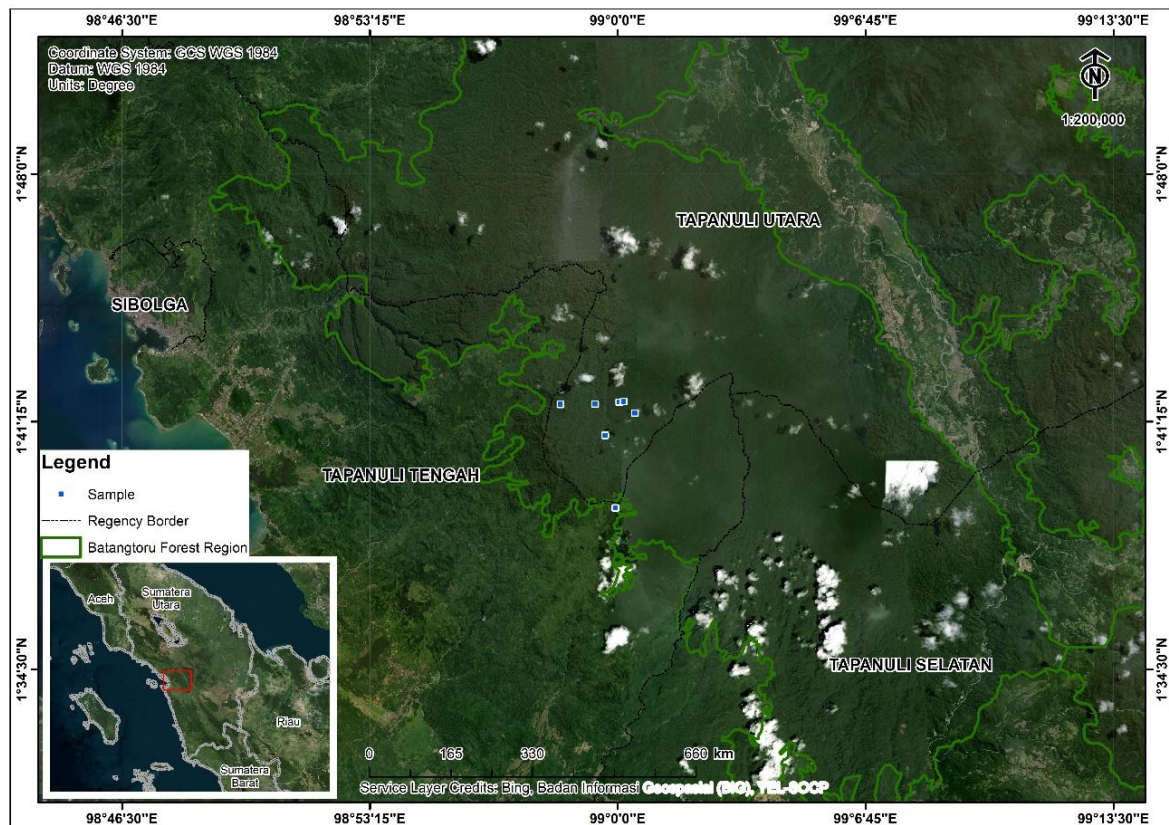 98°46'30"E 98°53'15"E 99°0'0"E 99°6'45"E 99°13'30"E
Coordinate System: GCS WGS 1984
Datum: WGS 1984
Units: Degree
N
1:200,000
1°48'0"N 1°48'0"N
TAPANULI UTARA
SIBOLGA
1°41'15"N 1°41'15"N
TAPANULI TENGAH
Legend
Sample
Regency Border
Batangtoru Forest Region
Aceh
Sumatera
Utara
Riau
Sumatera
Barat
1°34'30"N 1°34'30"N
TAPANULI SELATAN
0 165 330 660 km
Service Layer Credits: Bing, Badan Informasi Geospasial (BIG), YEL-SOCP
98°46'30"E 98°53'15"E 99°0'0"E 99°6'45"E 99°13'30"E